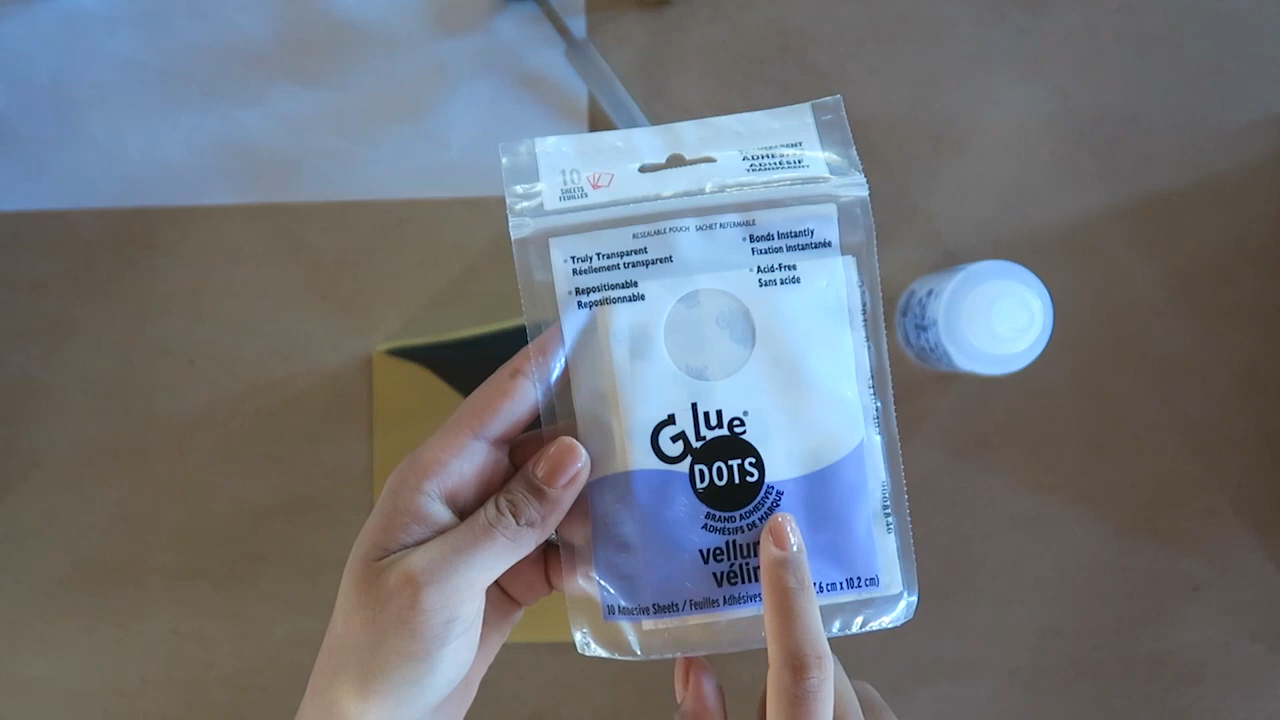 10
SHEETS
FEUILLES
ADHESIVE
ADHÉSIF
TRANSPARENT
RESEALABLE POUCH SACHET REFERMABLE
Truly Transparent
Réellement transparent
Repositionable
Repositionnable
Bonds Instantly
Fixation instantanée
Acid-Free
Sans acide
Glue®
DOTS
BRAND ADHESIVES
ADHÉSIFS DE MARQUE
10 Adhesive Sheets / Feuilles Adhésives .6 cm x 10.2 cm)